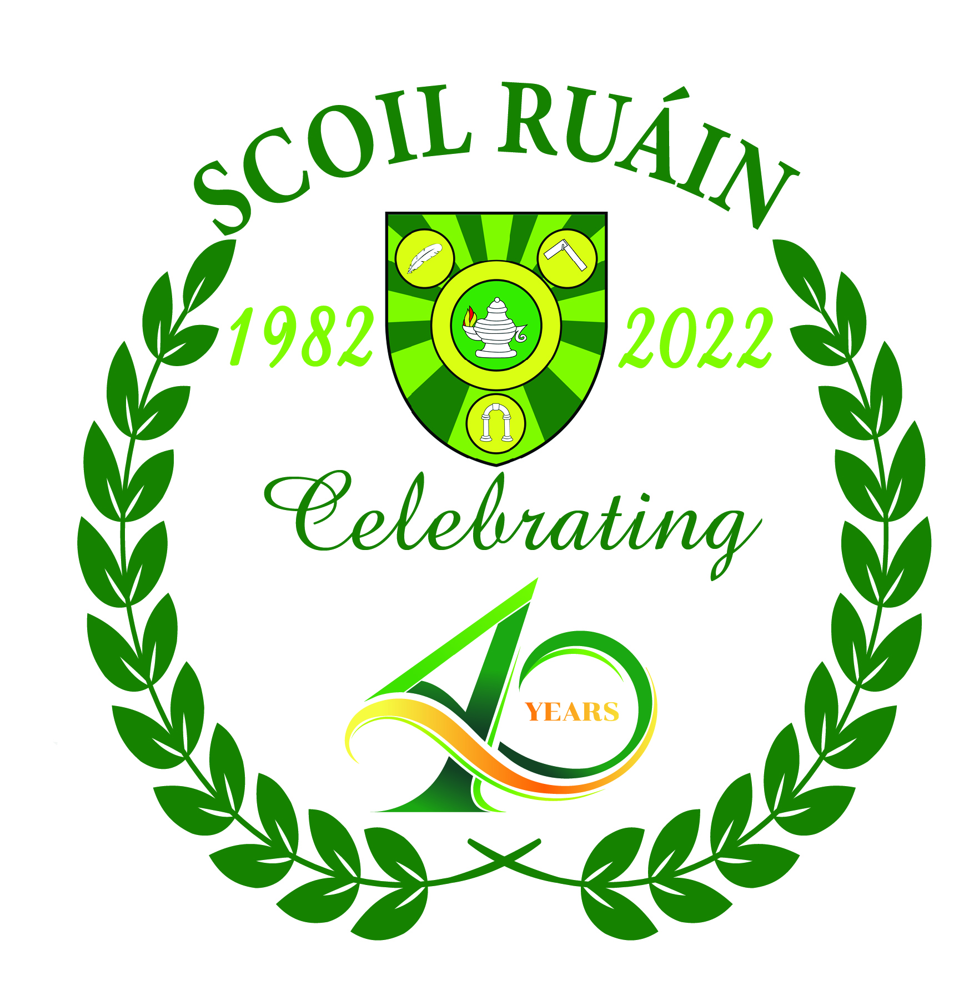 SCOIL RUÁIN
1982 2022
Celebrating
40
YEARS